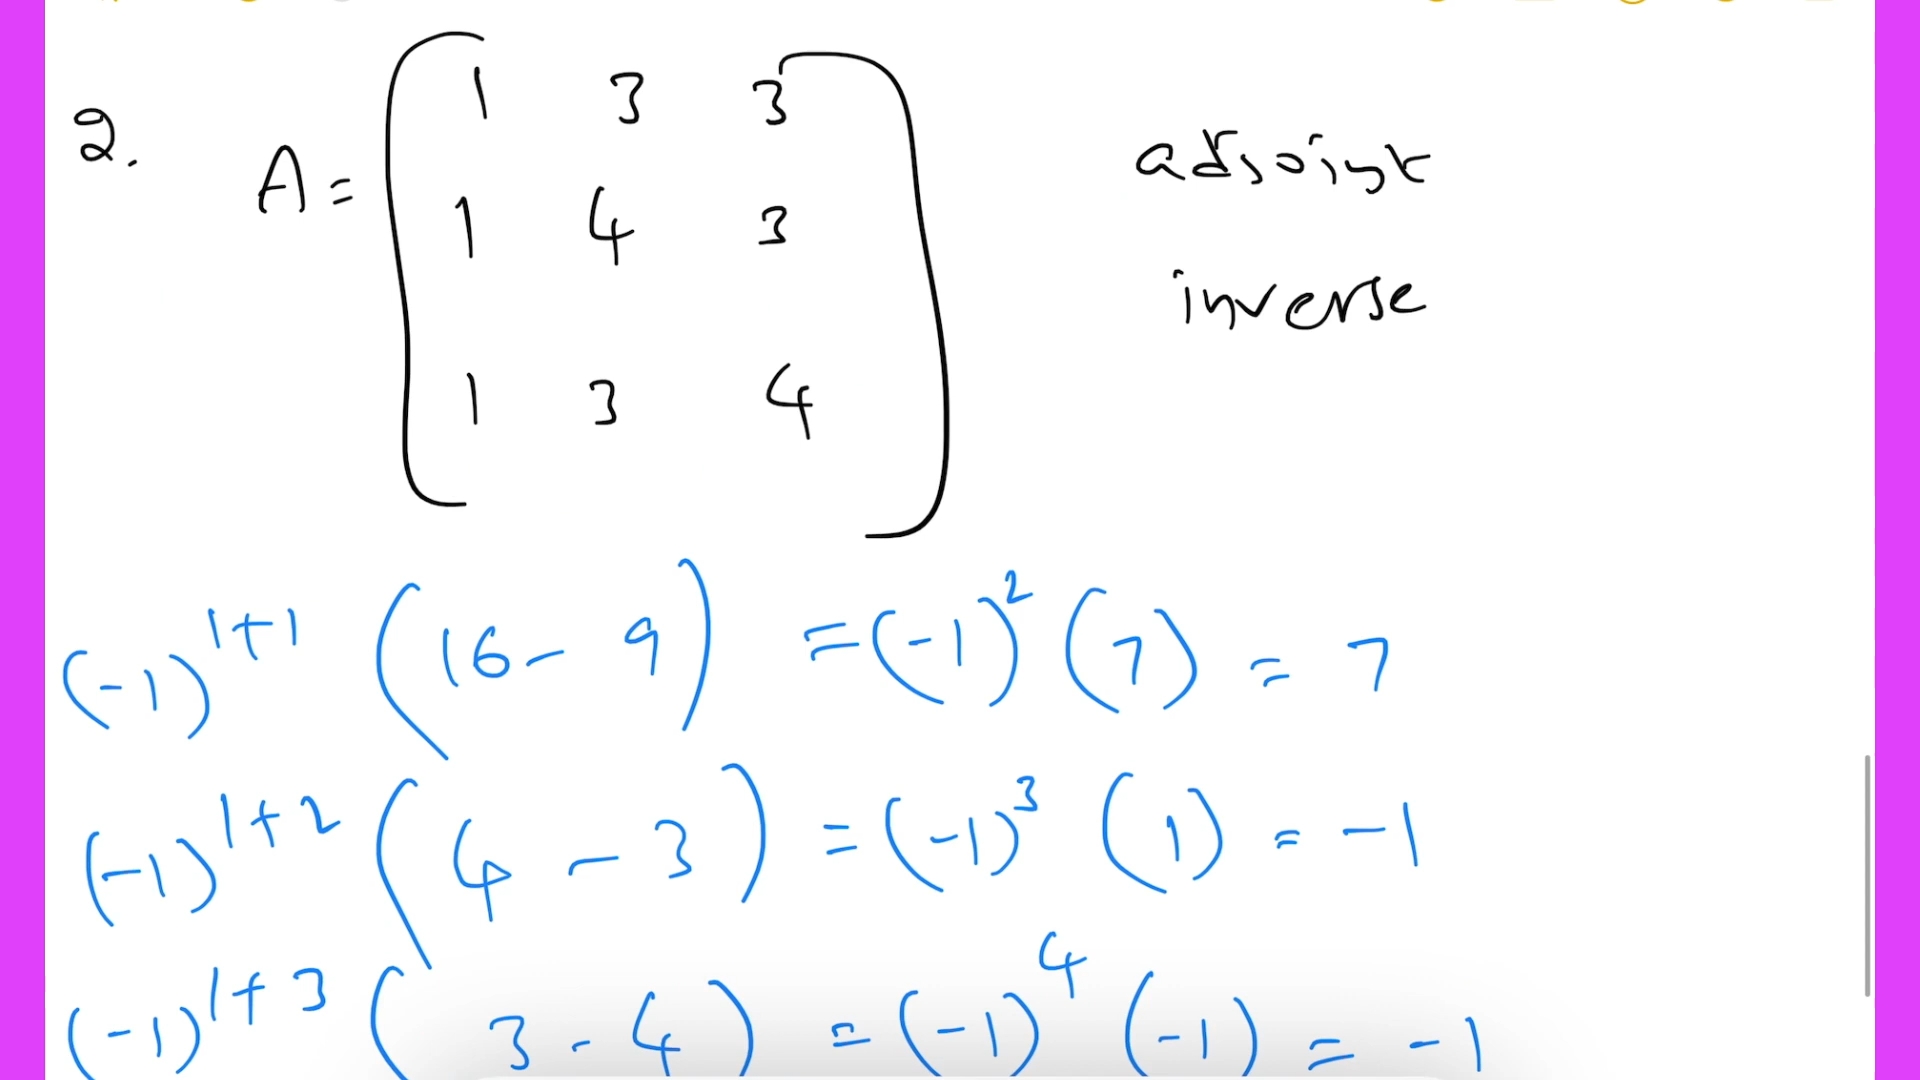 2. A = ( 1 3 3
1 4 3
1 3 4 )
adjoint
inverse
(-1)^1+1 (16 - 9) = (-1)^2 (7) = 7
(-1)^1+2 (4 - 3) = (-1)^3 (1) = -1
(-1)^1+3 (3 - 4) = (-1)^4 (-1) = -1